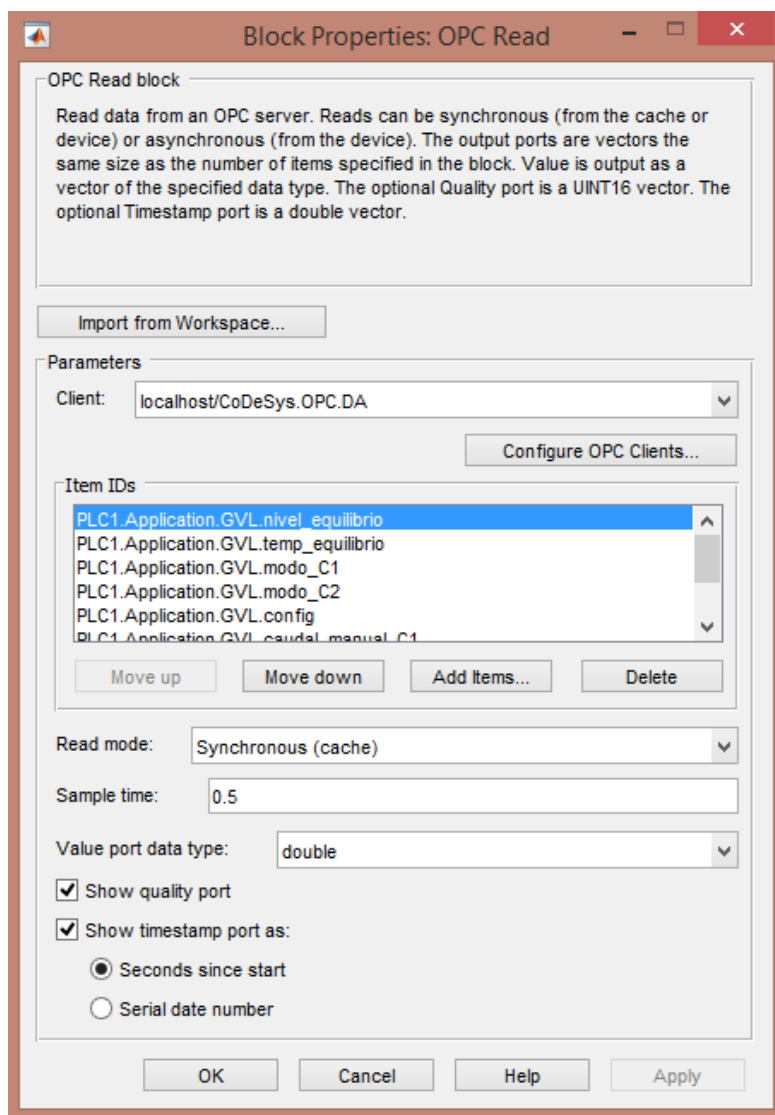 Block Properties: OPC Read
OPC Read block
Read data from an OPC server. Reads can be synchronous (from the cache or
device) or asynchronous (from the device). The output ports are vectors the
same size as the number of items specified in the block. Value is output as a
vector of the specified data type. The optional Quality port is a UINT16 vector. The
optional Timestamp port is a double vector.
Import from Workspace...
Parameters
Client: localhost/CoDeSys.OPC.DA
Configure OPC Clients...
Item IDs
PLC1.Application.GVL.nivel_equilibrio
PLC1.Application.GVL.temp_equilibrio
PLC1.Application.GVL.modo_C1
PLC1.Application.GVL.modo_C2
PLC1.Application.GVL.config
PLC1.Application.GVL.caudal_manual_C1
Move up Move down Add Items... Delete
Read mode: Synchronous (cache)
Sample time: 0.5
Value port data type: double
Show quality port
Show timestamp port as:
Seconds since start
Serial date number
OK Cancel Help Apply